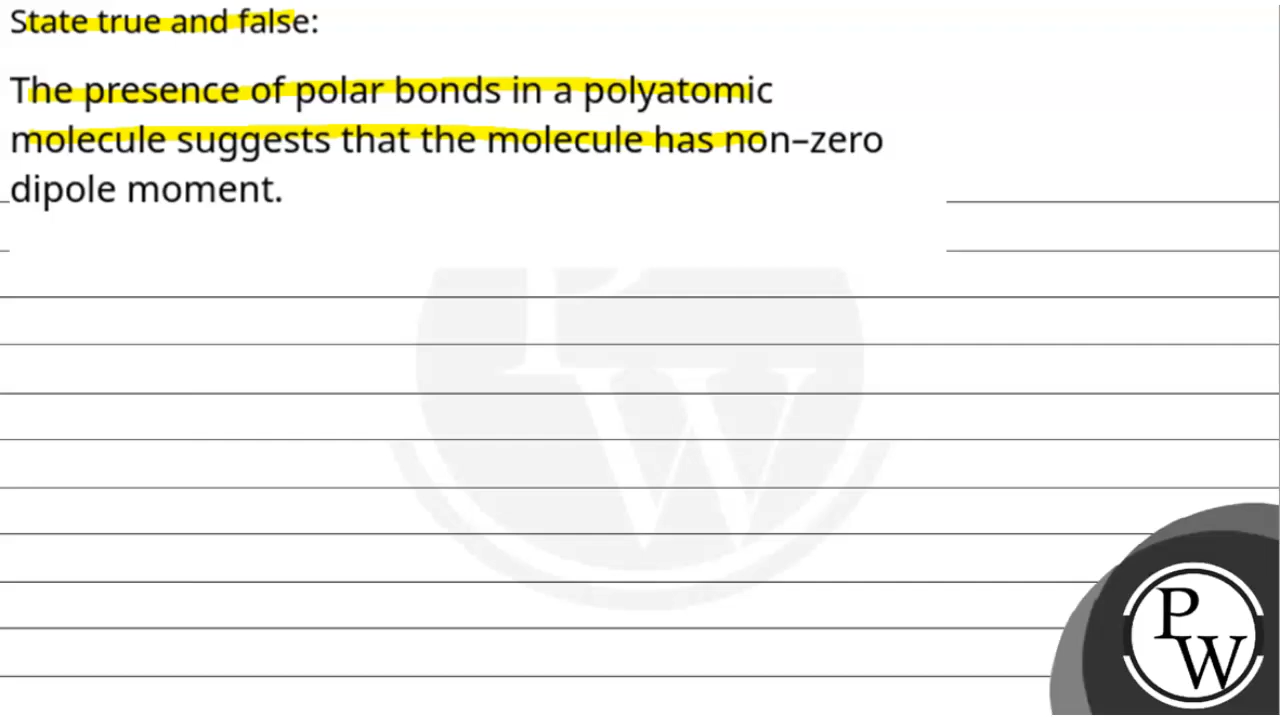 State true and false:
The presence of polar bonds in a polyatomic
molecule suggests that the molecule has non–zero
dipole moment.
P
W